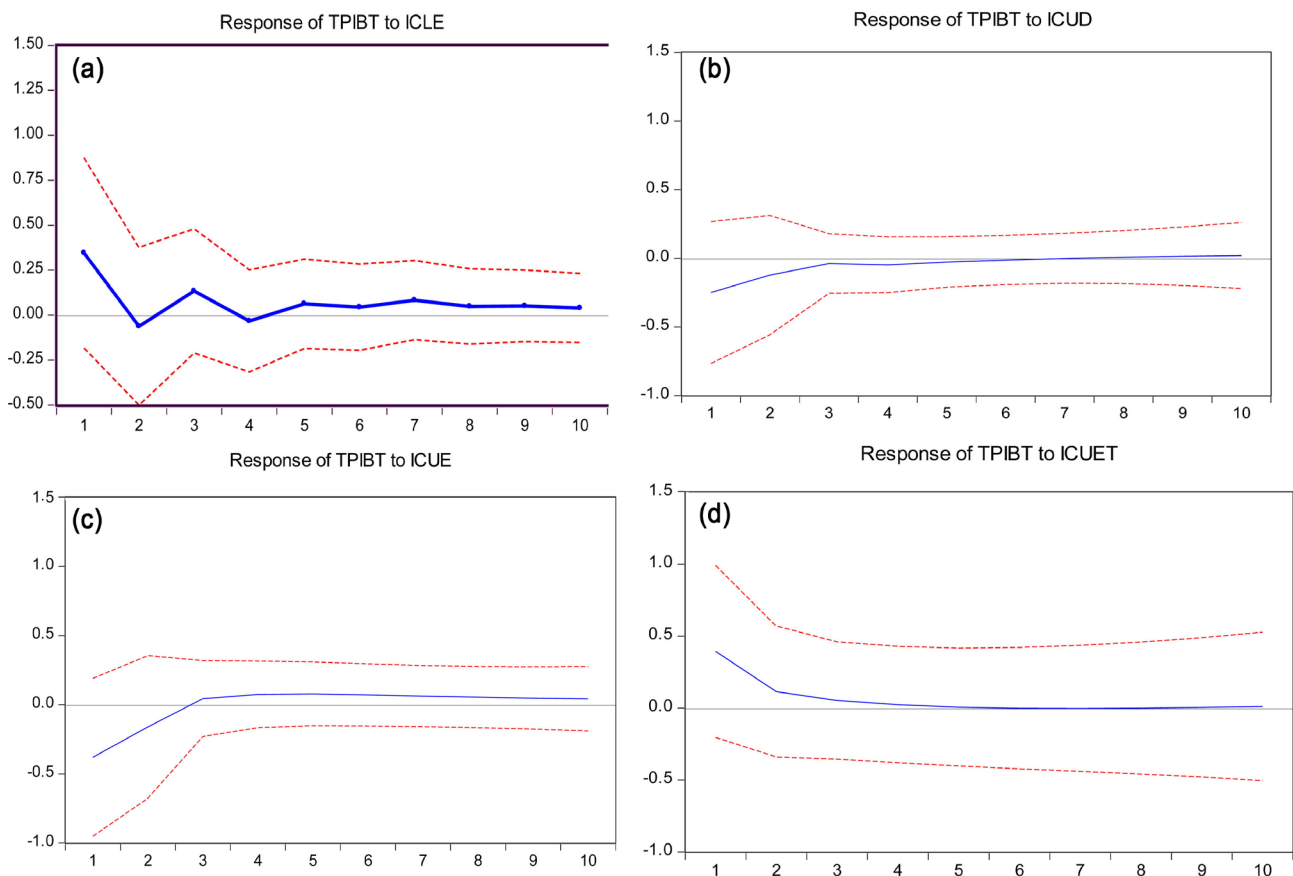 Response of TPIBT to ICLE
(a)
1.50
1.25
1.00
0.75
0.50
0.25
0.00
-0.25
-0.50
1 2 3 4 5 6 7 8 9 10
Response of TPIBT to ICUD
(b)
1.5
1.0
0.5
0.0
-0.5
-1.0
1 2 3 4 5 6 7 8 9 10
Response of TPIBT to ICUE
(c)
1.5
1.0
0.5
0.0
-0.5
-1.0
1 2 3 4 5 6 7 8 9 10
Response of TPIBT to ICUET
(d)
1.5
1.0
0.5
0.0
-0.5
-1.0
1 2 3 4 5 6 7 8 9 10